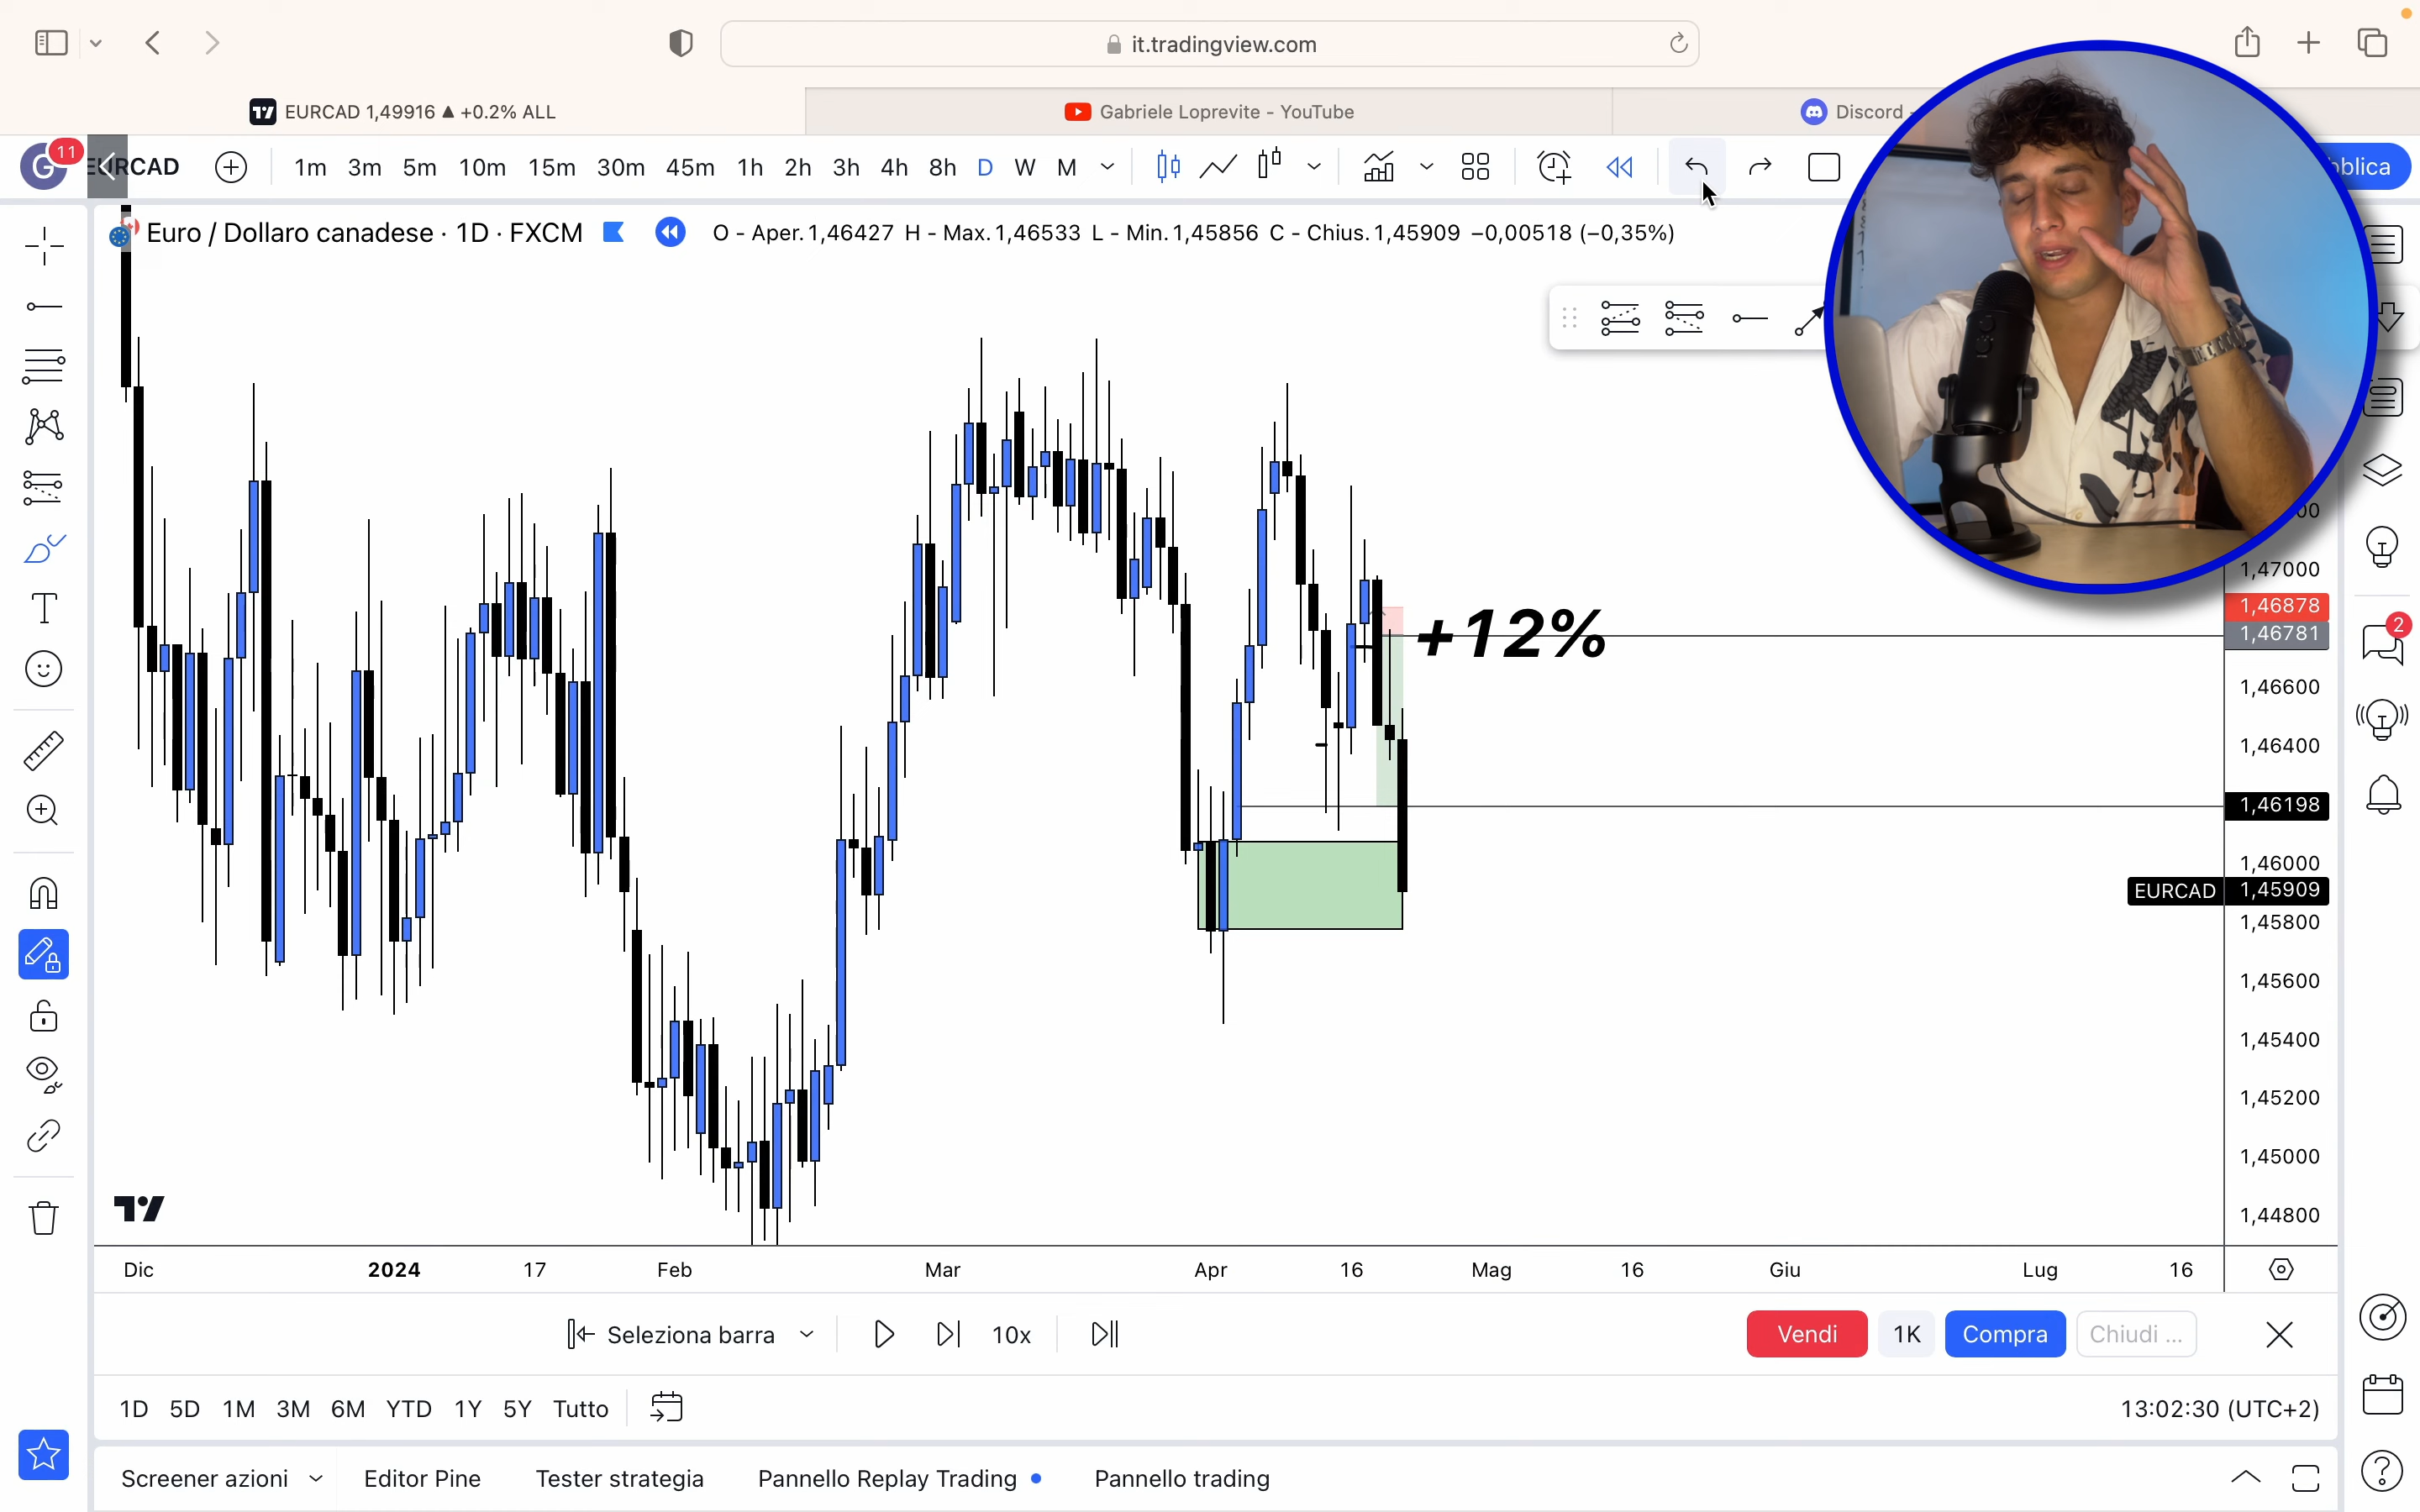 it.tradingview.com
EURCAD 1,49916 ▲ +0.2% ALL
Gabriele Loprevite - YouTube
Discord
G
11
RCAD
1m 3m 5m 10m 15m 30m 45m 1h 2h 3h 4h 8h D W M
bblica
Euro / Dollaro canadese · 1D · FXCM
O - Aper. 1,46427 H - Max. 1,46533 L - Min. 1,45856 C - Chius. 1,45909 −0,00518 (−0,35%)
00
1,47000
1,46878
+12%
1,46781
2
1,46600
1,46400
1,46198
1,46000
EURCAD 1,45909
1,45800
1,45600
1,45400
1,45200
1,45000
1,44800
Dic 2024 17 Feb Mar Apr 16 Mag 16 Giu Lug 16
Seleziona barra
10x
Vendi 1K Compra Chiudi ...
1D 5D 1M 3M 6M YTD 1Y 5Y Tutto
13:02:30 (UTC+2)
Screener azioni Editor Pine Tester strategia Pannello Replay Trading Pannello trading